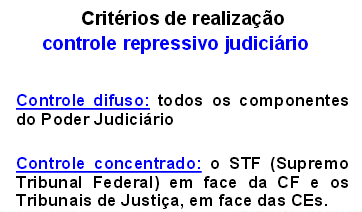 Critérios de realização
controle repressivo judiciário
Controle difuso: todos os componentes
do Poder Judiciário
Controle concentrado: o STF (Supremo
Tribunal Federal) em face da CF e os
Tribunais de Justiça, em face das CEs.